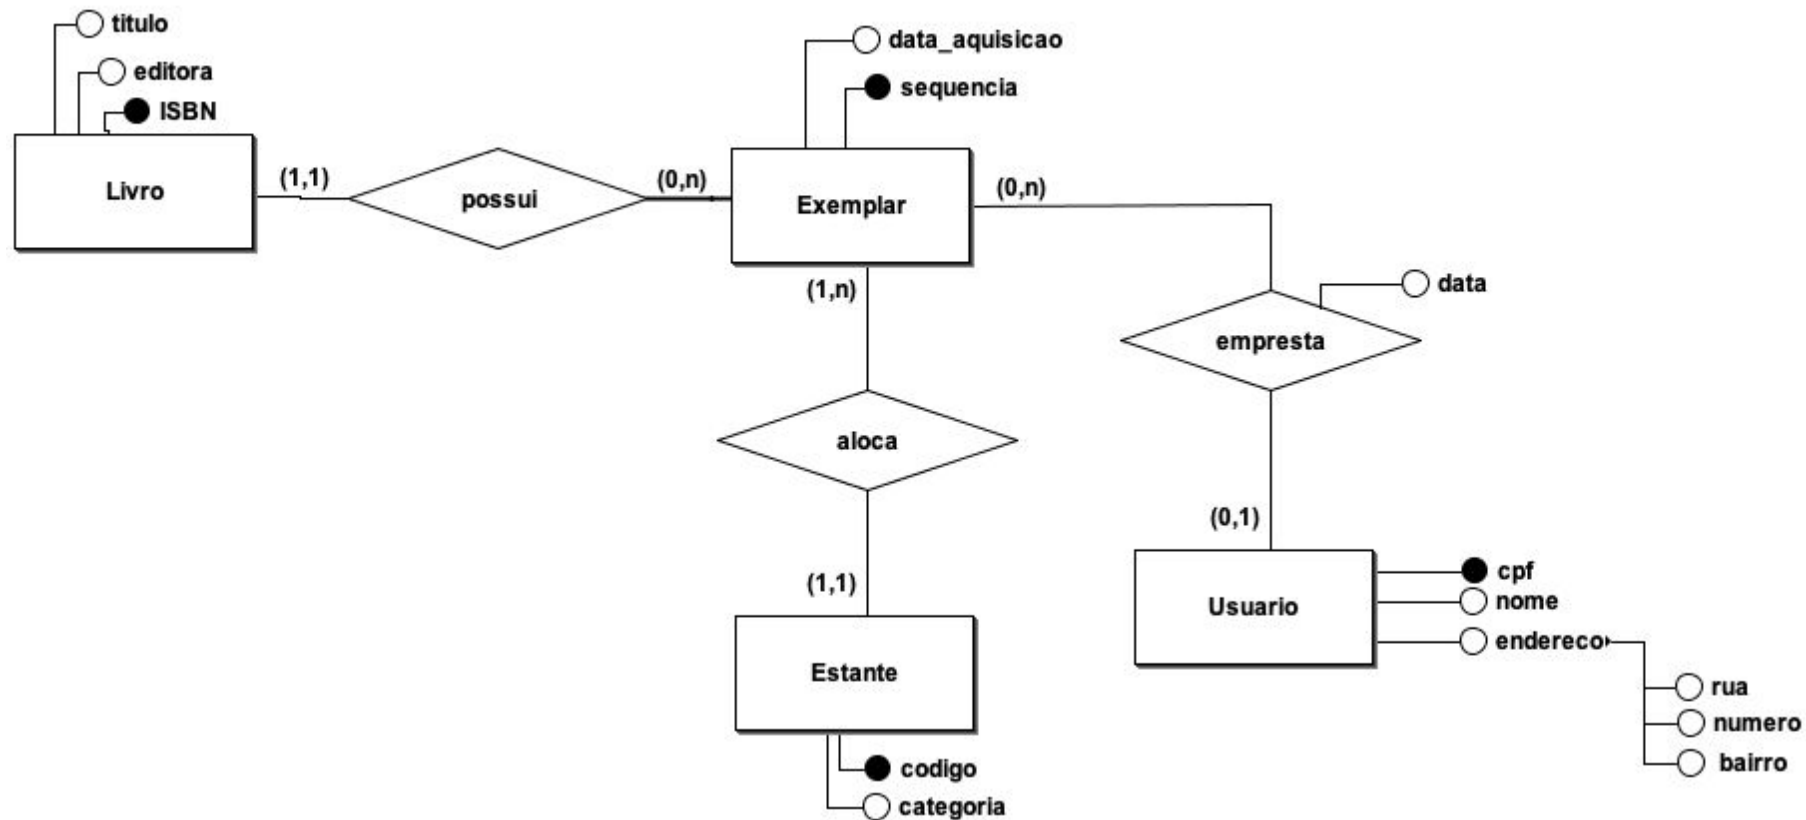 titulo
editora
ISBN
Livro
(1,1)
possui
(0,n)
data_aquisicao
sequencia
Exemplar
(0,n)
(1,n)
data
empresta
aloca
(0,1)
(1,1)
Usuario
cpf
nome
endereco
rua
numero
bairro
Estante
codigo
categoria